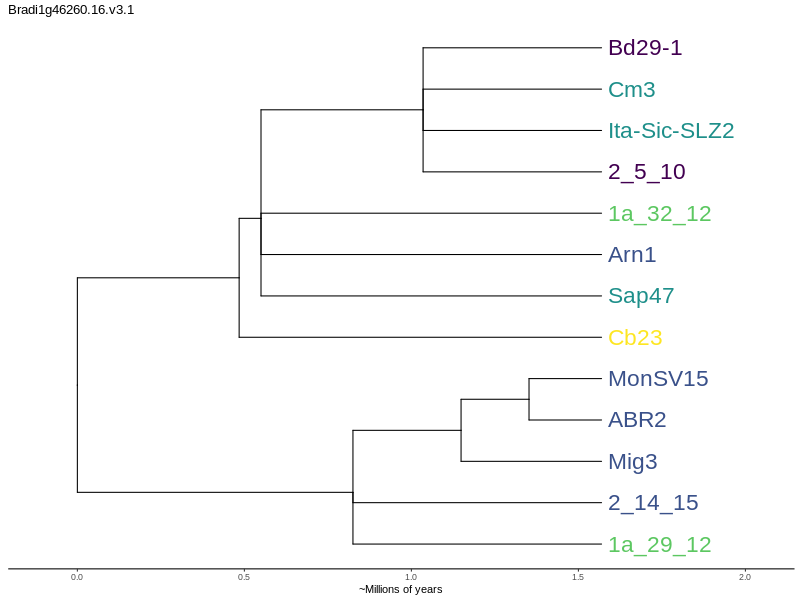 Bradi1g46260.16.v3.1
Bd29-1
Cm3
Ita-Sic-SLZ2
2_5_10
1a_32_12
Arn1
Sap47
Cb23
MonSV15
ABR2
Mig3
2_14_15
1a_29_12
0.0 0.5 1.0 1.5 2.0
~Millions of years